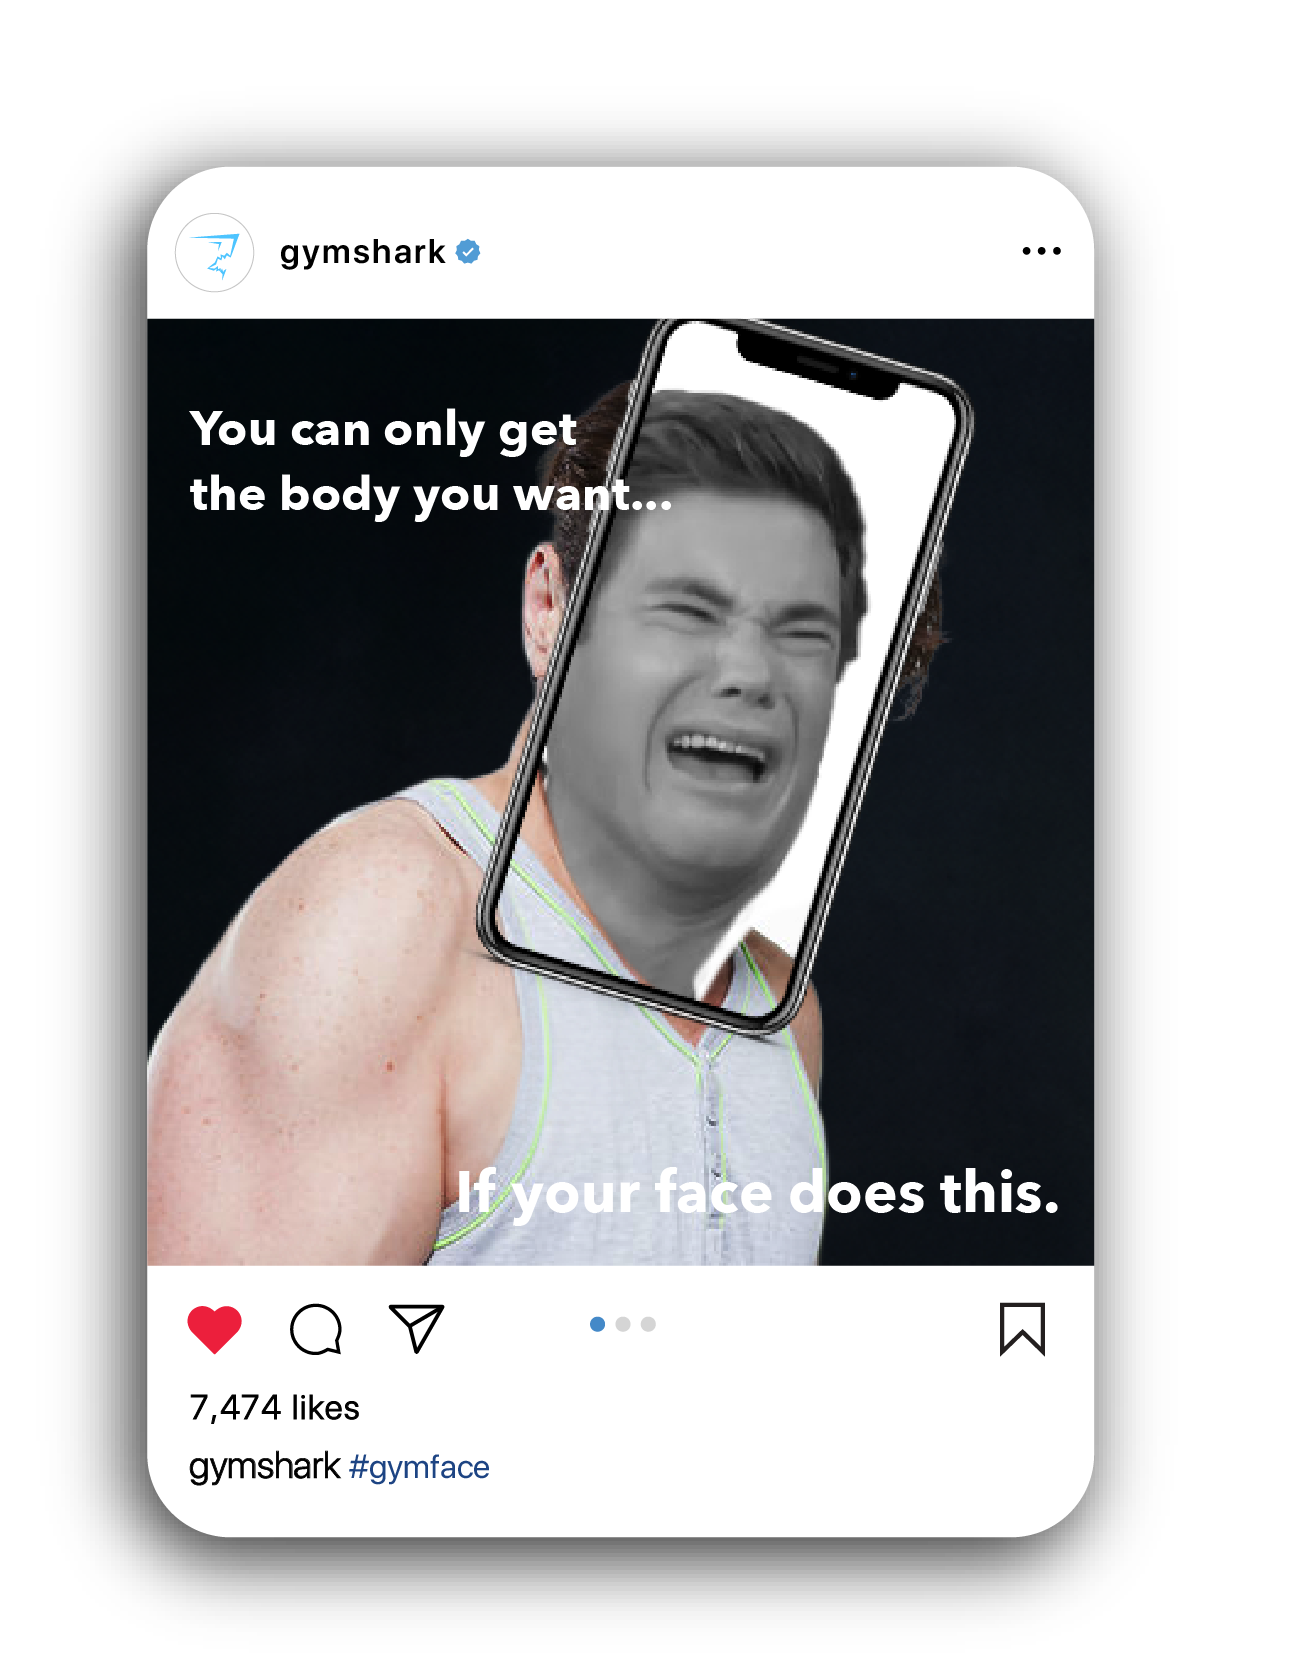 gymshark
You can only get
the body you want...
If your face does this.
7,474 likes
gymshark #gymface